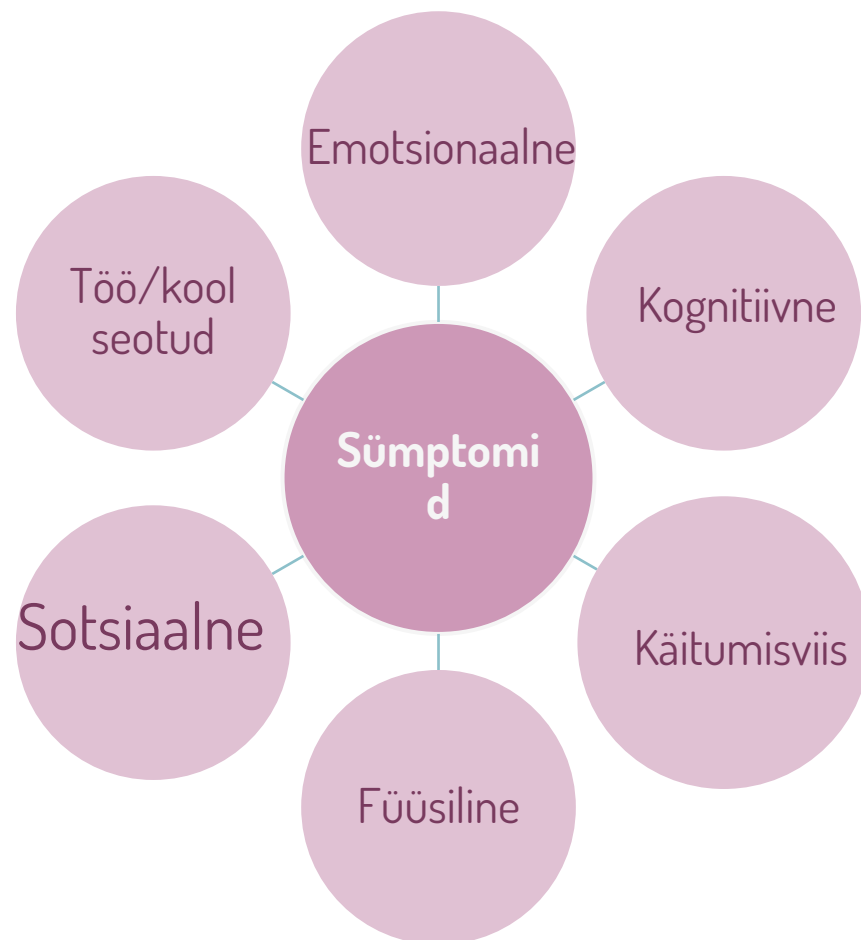 Emotsionaalne
Töö/kool
seotud
Kognitiivne
Sümptomi
d
Sotsiaalne
Käitumisviis
Füüsiline